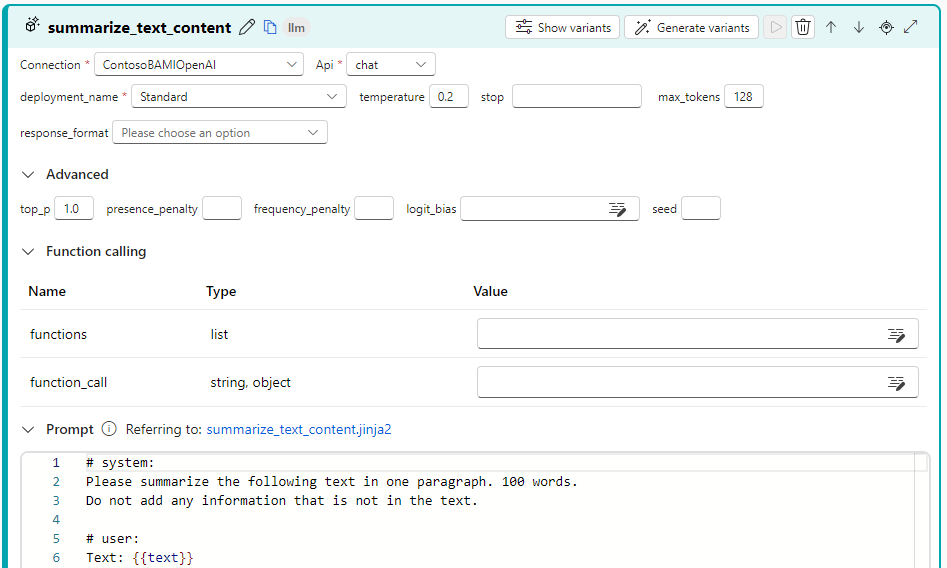 summarize_text_content llm Show variants Generate variants
Connection * ContosoBAMIOpenAI Api * chat
deployment_name * Standard temperature 0.2 stop max_tokens 128
response_format Please choose an option
Advanced
top_p 1.0 presence_penalty frequency_penalty logit_bias seed
Function calling
Name Type Value
functions list
function_call string, object
Prompt Referring to: summarize_text_content.jinja2
1 # system:
2 Please summarize the following text in one paragraph. 100 words.
3 Do not add any information that is not in the text.
4
5 # user:
6 Text: {{text}}